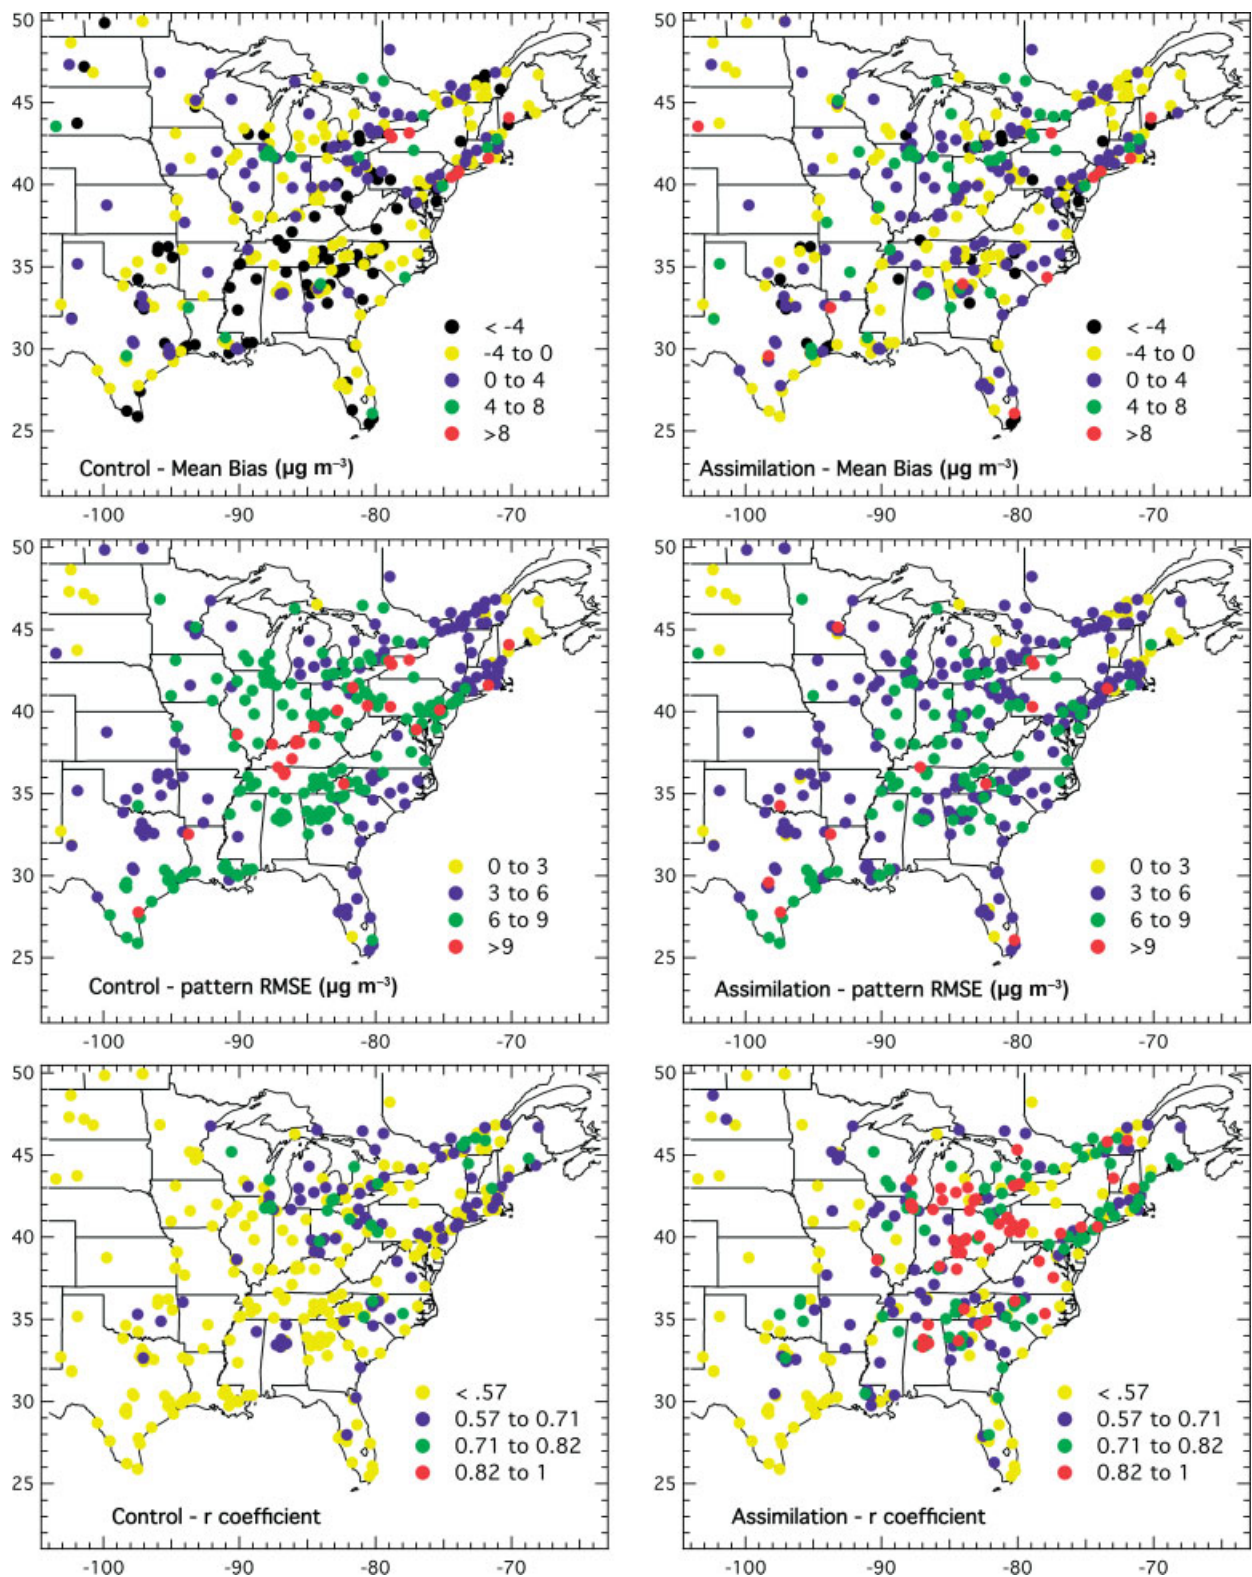 50
45
40
35
30
25
< -4
-4 to 0
0 to 4
4 to 8
>8
Control - Mean Bias (µg m⁻³)
-100 -90 -80 -70
50
45
40
35
30
25
< -4
-4 to 0
0 to 4
4 to 8
>8
Assimilation - Mean Bias (µg m⁻³)
-100 -90 -80 -70
50
45
40
35
30
25
0 to 3
3 to 6
6 to 9
>9
Control - pattern RMSE (µg m⁻³)
-100 -90 -80 -70
50
45
40
35
30
25
0 to 3
3 to 6
6 to 9
>9
Assimilation - pattern RMSE (µg m⁻³)
-100 -90 -80 -70
50
45
40
35
30
25
< .57
0.57 to 0.71
0.71 to 0.82
0.82 to 1
Control - r coefficient
-100 -90 -80 -70
50
45
40
35
30
25
< .57
0.57 to 0.71
0.71 to 0.82
0.82 to 1
Assimilation - r coefficient
-100 -90 -80 -70